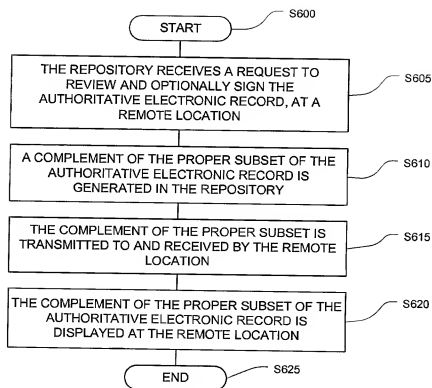 START
S600
THE REPOSITORY RECEIVES A REQUEST TO
REVIEW AND OPTIONALLY SIGN THE
AUTHORITATIVE ELECTRONIC RECORD, AT A
REMOTE LOCATION
S605
A COMPLEMENT OF THE PROPER SUBSET OF THE
AUTHORITATIVE ELECTRONIC RECORD IS
GENERATED IN THE REPOSITORY
S610
THE COMPLEMENT OF THE PROPER SUBSET IS
TRANSMITTED TO AND RECEIVED BY THE REMOTE
LOCATION
S615
THE COMPLEMENT OF THE PROPER SUBSET OF THE
AUTHORITATIVE ELECTRONIC RECORD IS
DISPLAYED AT THE REMOTE LOCATION
S620
END
S625